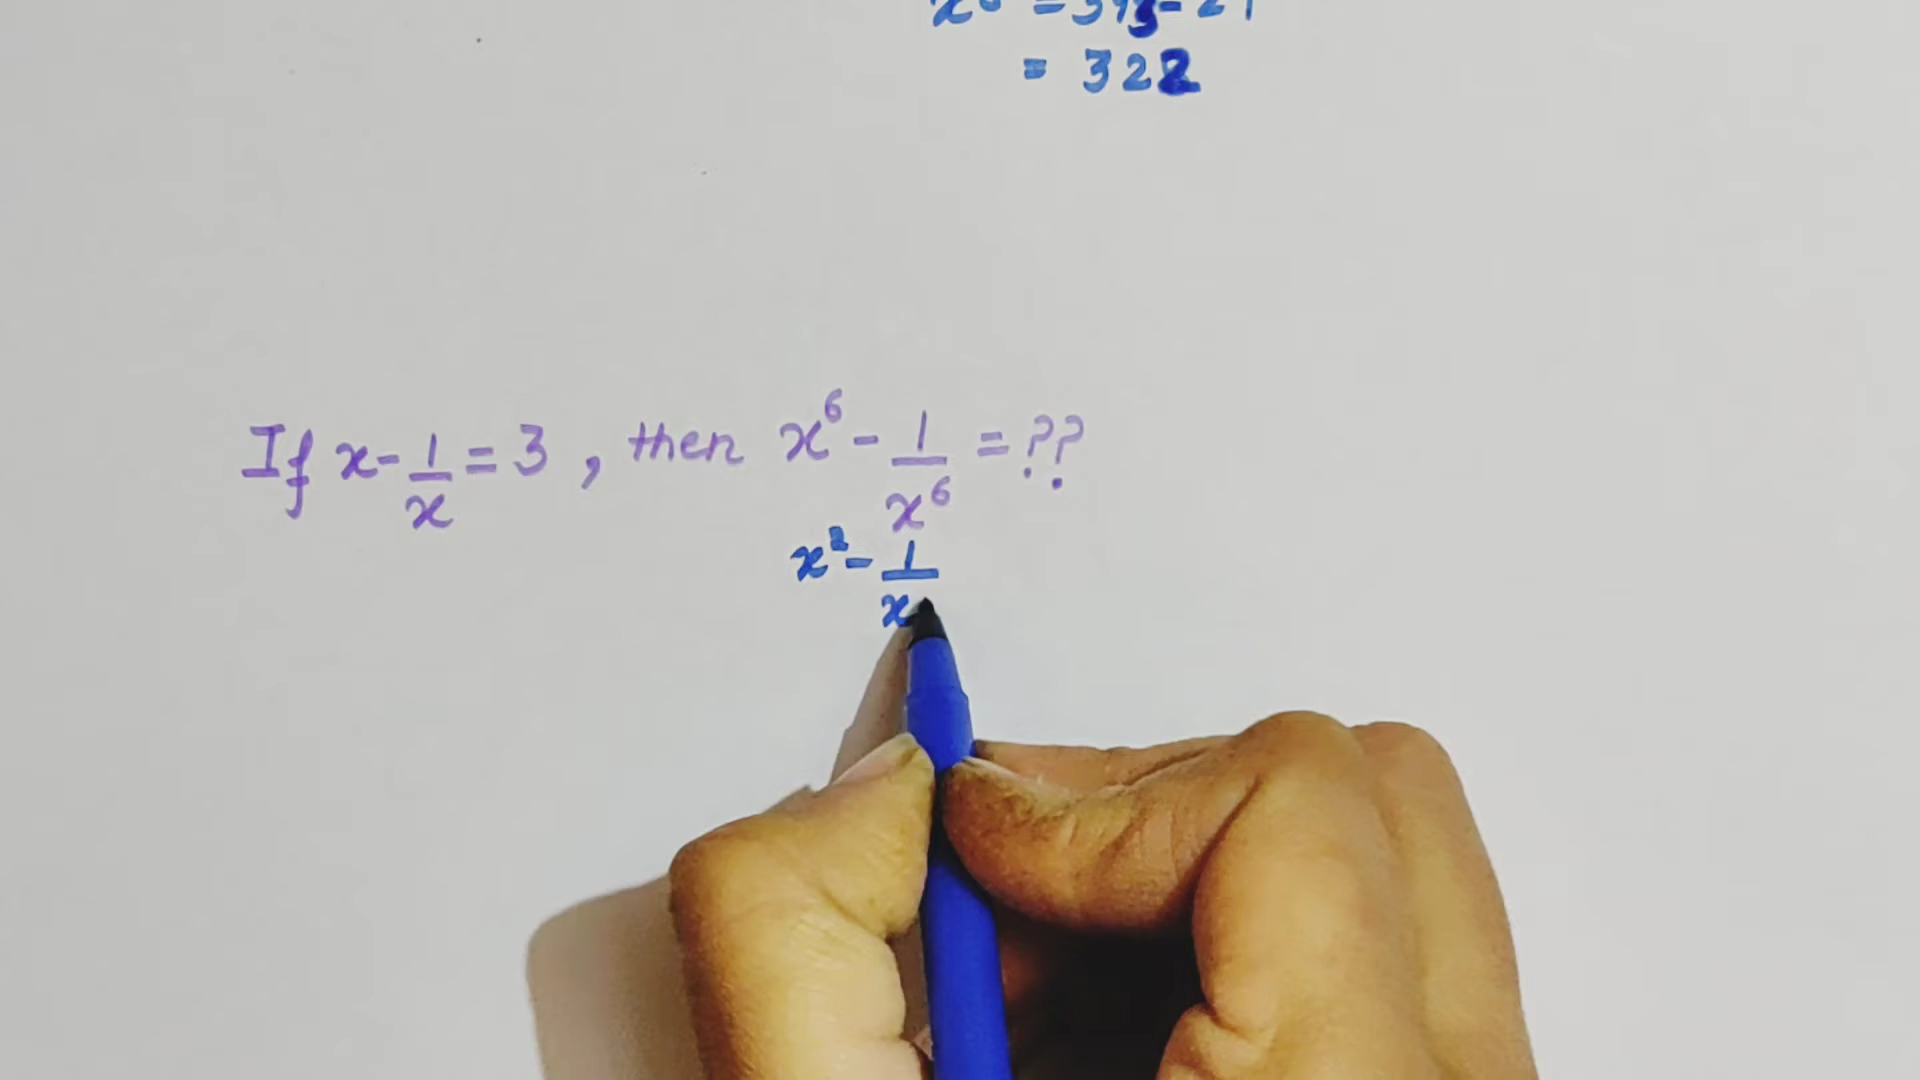 = 322
If x - 1/x = 3 , then x⁶ - 1/x⁶ = ??
x² - 1/x